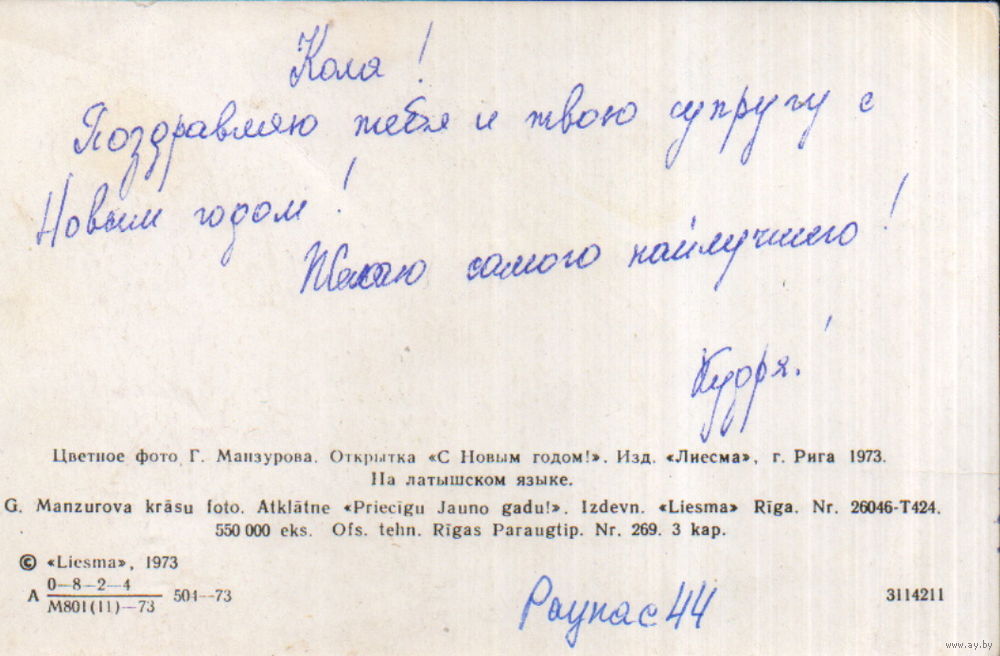 Коля!
Поздравляю тебя и твою супругу с
Новым годом!
Желаю самого наилучшего!
Кудря!
Цветное фото Г. Манзурова. Открытка «С Новым годом!». Изд. «Лиесма», г. Рига 1973.
На латышском языке.
G. Manzurova krāsu foto. Atklātne «Priecīgu Jauno gadu!». Izdevn. «Liesma» Rīga. Nr. 26046-T424.
550 000 eks. Ofs. tehn. Rīgas Paraugtip. Nr. 269. 3 kap.
© «Liesma», 1973
А 0—8—2—4
М801(11)—73 504—73
3114211
Раупас 44
www.ay.by